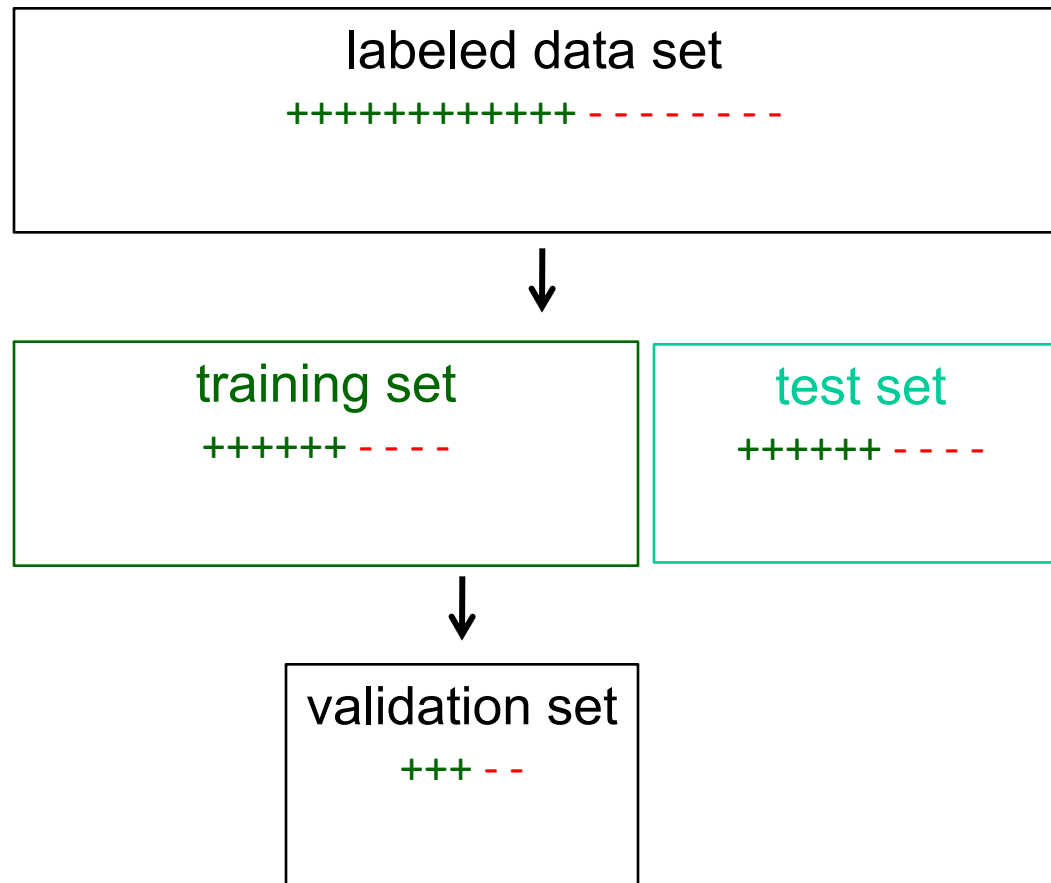 labeled data set
++++++++++++ - - - - - - - -
training set
++++++ - - - -
test set
++++++ - - - -
validation set
+++ - -